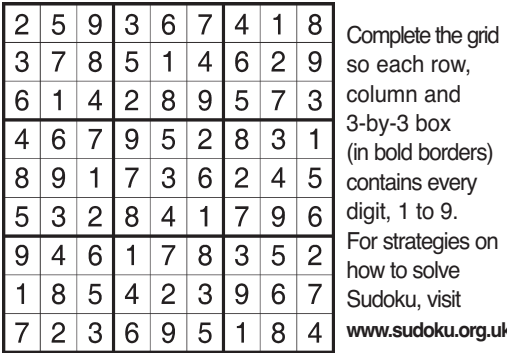 2 5 9 3 6 7 4 1 8
3 7 8 5 1 4 6 2 9
6 1 4 2 8 9 5 7 3
4 6 7 9 5 2 8 3 1
8 9 1 7 3 6 2 4 5
5 3 2 8 4 1 7 9 6
9 4 6 1 7 8 3 5 2
1 8 5 4 2 3 9 6 7
7 2 3 6 9 5 1 8 4
Complete the grid
so each row,
column and
3-by-3 box
(in bold borders)
contains every
digit, 1 to 9.
For strategies on
how to solve
Sudoku, visit
www.sudoku.org.uk